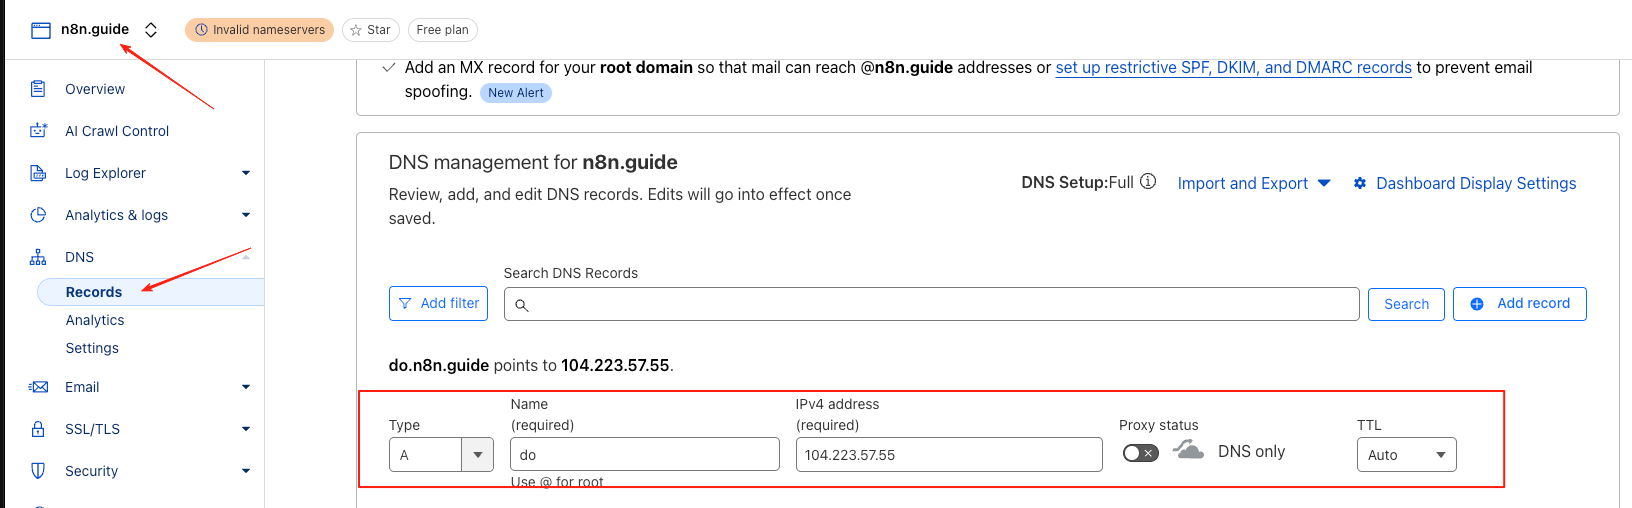 n8n.guide Invalid nameservers Star Free plan
Overview
AI Crawl Control
Log Explorer
Analytics & logs
DNS
Records
Analytics
Settings
Email
SSL/TLS
Security
Add an MX record for your root domain so that mail can reach @n8n.guide addresses or set up restrictive SPF, DKIM, and DMARC records to prevent email
spoofing. New Alert
DNS management for n8n.guide
Review, add, and edit DNS records. Edits will go into effect once
saved.
DNS Setup:Full Import and Export Dashboard Display Settings
Search DNS Records
Add filter Search Add record
do.n8n.guide points to 104.223.57.55.
Type
A
Name
(required)
do
Use @ for root
IPv4 address
(required)
104.223.57.55
Proxy status
DNS only
TTL
Auto